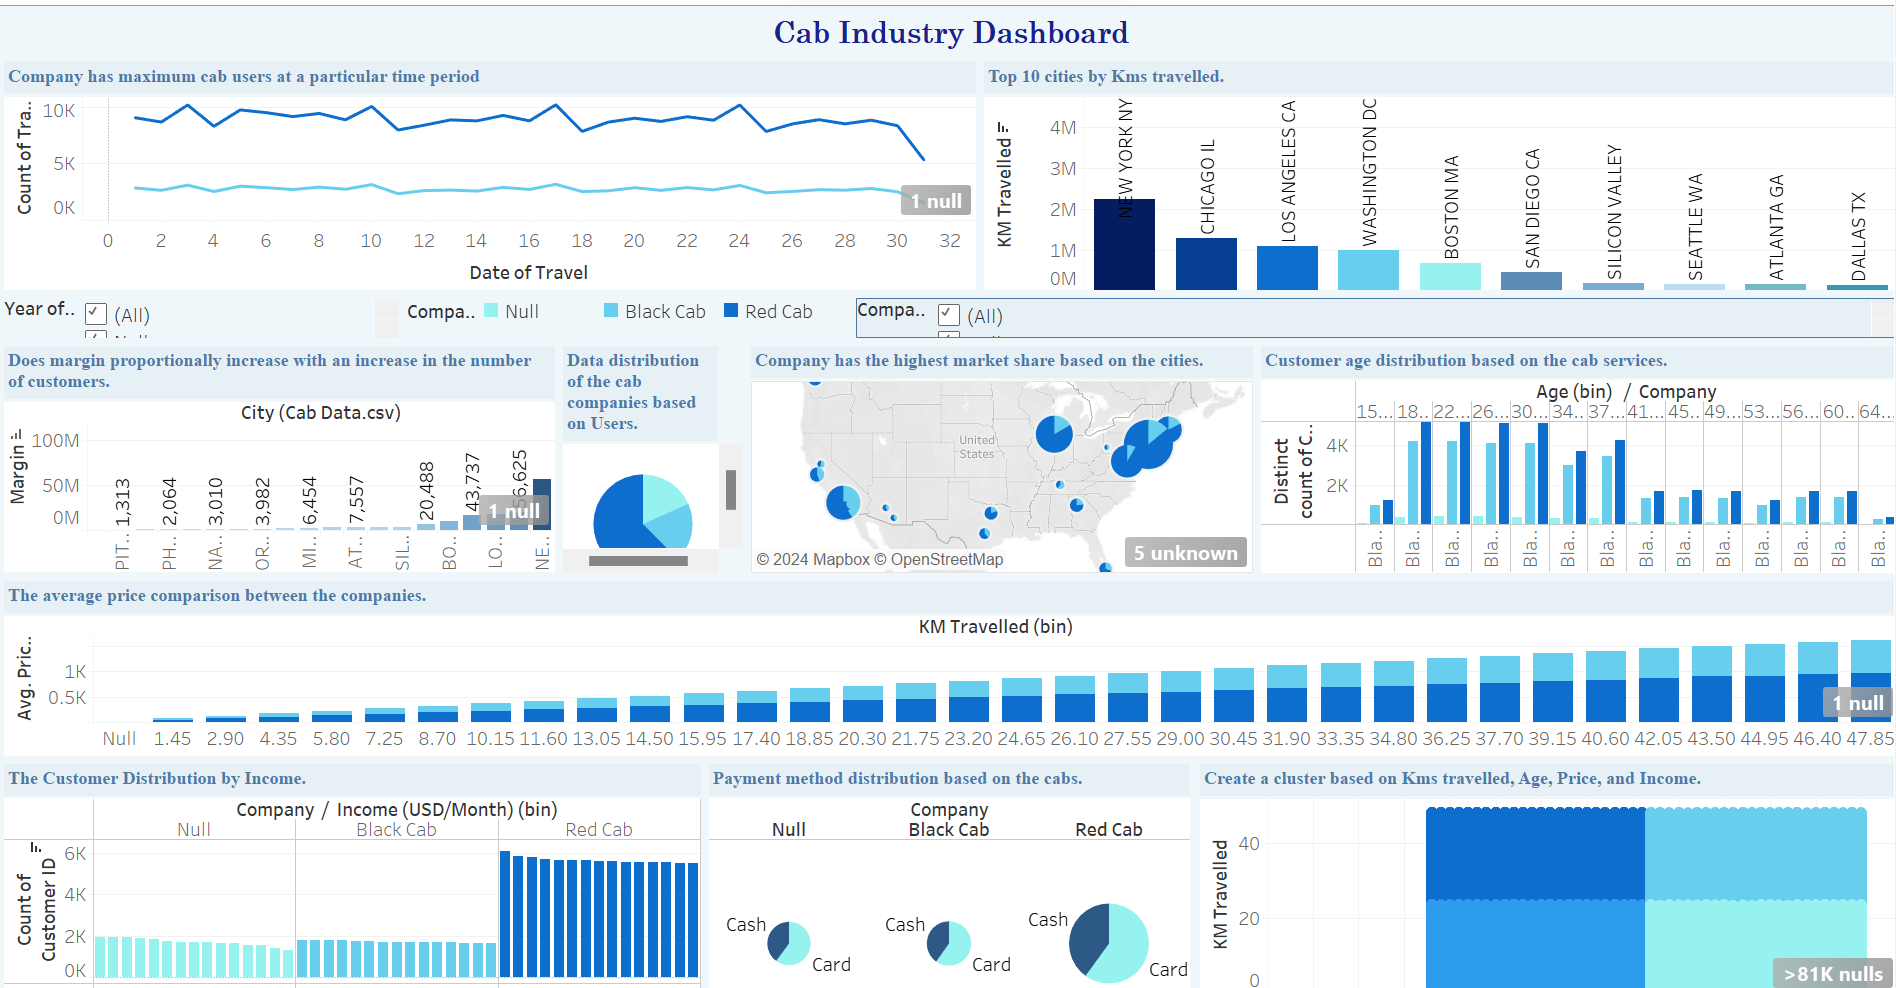 Cab Industry Dashboard
Company has maximum cab users at a particular time period
Count of Tra..
10K
5K
0K
1 null
0 2 4 6 8 10 12 14 16 18 20 22 24 26 28 30 32
Date of Travel
Top 10 cities by Kms travelled.
KM Travelled
4M
3M
2M
1M
0M
NEW YORK NY
CHICAGO IL
LOS ANGELES CA
WASHINGTON DC
BOSTON MA
SAN DIEGO CA
SILICON VALLEY
SEATTLE WA
ATLANTA GA
DALLAS TX
Year of.. (All)
Compa.. Null Black Cab Red Cab
Compa.. (All)
Does margin proportionally increase with an increase in the number
of customers.
City (Cab Data.csv)
Margin
100M
50M
0M
1,313
2,064
3,010
3,982
6,454
7,557
20,488
43,737
1 null
PIT..
PH..
NA..
OR..
MI..
AT..
SIL..
BO..
LO..
NE..
Data distribution
of the cab
companies based
on Users.
Company has the highest market share based on the cities.
United
States
© 2024 Mapbox © OpenStreetMap
5 unknown
Customer age distribution based on the cab services.
Age (bin) / Company
15... 18... 22... 26... 30... 34... 37... 41... 45... 49... 53... 56... 60... 64...
Distinct
count of C..
4K
2K
Bla.. Bla.. Bla.. Bla.. Bla.. Bla.. Bla.. Bla.. Bla.. Bla.. Bla.. Bla.. Bla.. Bla..
The average price comparison between the companies.
KM Travelled (bin)
Avg. Pric..
1K
0.5K
1 null
Null 1.45 2.90 4.35 5.80 7.25 8.70 10.15 11.60 13.05 14.50 15.95 17.40 18.85 20.30 21.75 23.20 24.65 26.10 27.55 29.00 30.45 31.90 33.35 34.80 36.25 37.70 39.15 40.60 42.05 43.50 44.95 46.40 47.85
The Customer Distribution by Income.
Company / Income (USD/Month) (bin)
Null Black Cab Red Cab
Count of
Customer ID
6K
4K
2K
0K
Payment method distribution based on the cabs.
Company
Null Black Cab Red Cab
Cash
Card
Cash
Card
Cash
Card
Create a cluster based on Kms travelled, Age, Price, and Income.
KM Travelled
40
20
0
>81K nulls